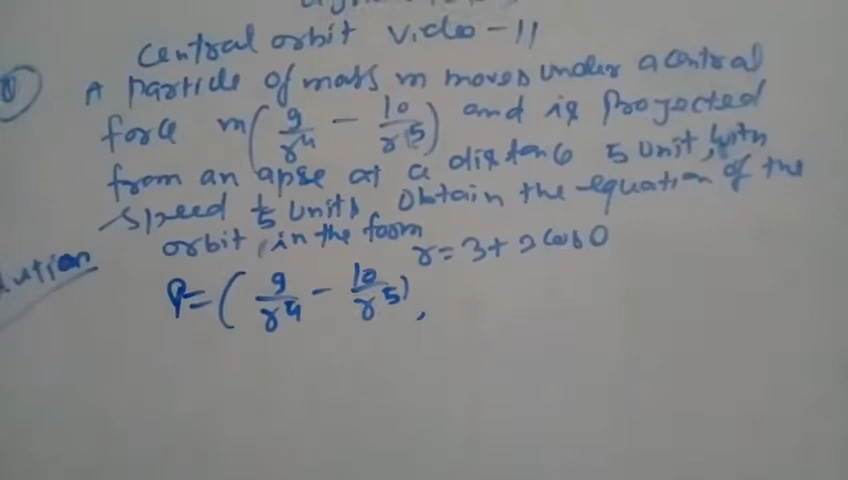 Central orbit Video-11
A Particle of mass m moves under a central
force m(9/r⁴ − 10/r⁵) and is Projected
from an apse at a distance 5 unit, with
speed 1/5 units obtain the equation of the
orbit, in the form
r = 3+2 cosθ
P= (9/r⁴ − 10/r⁵),